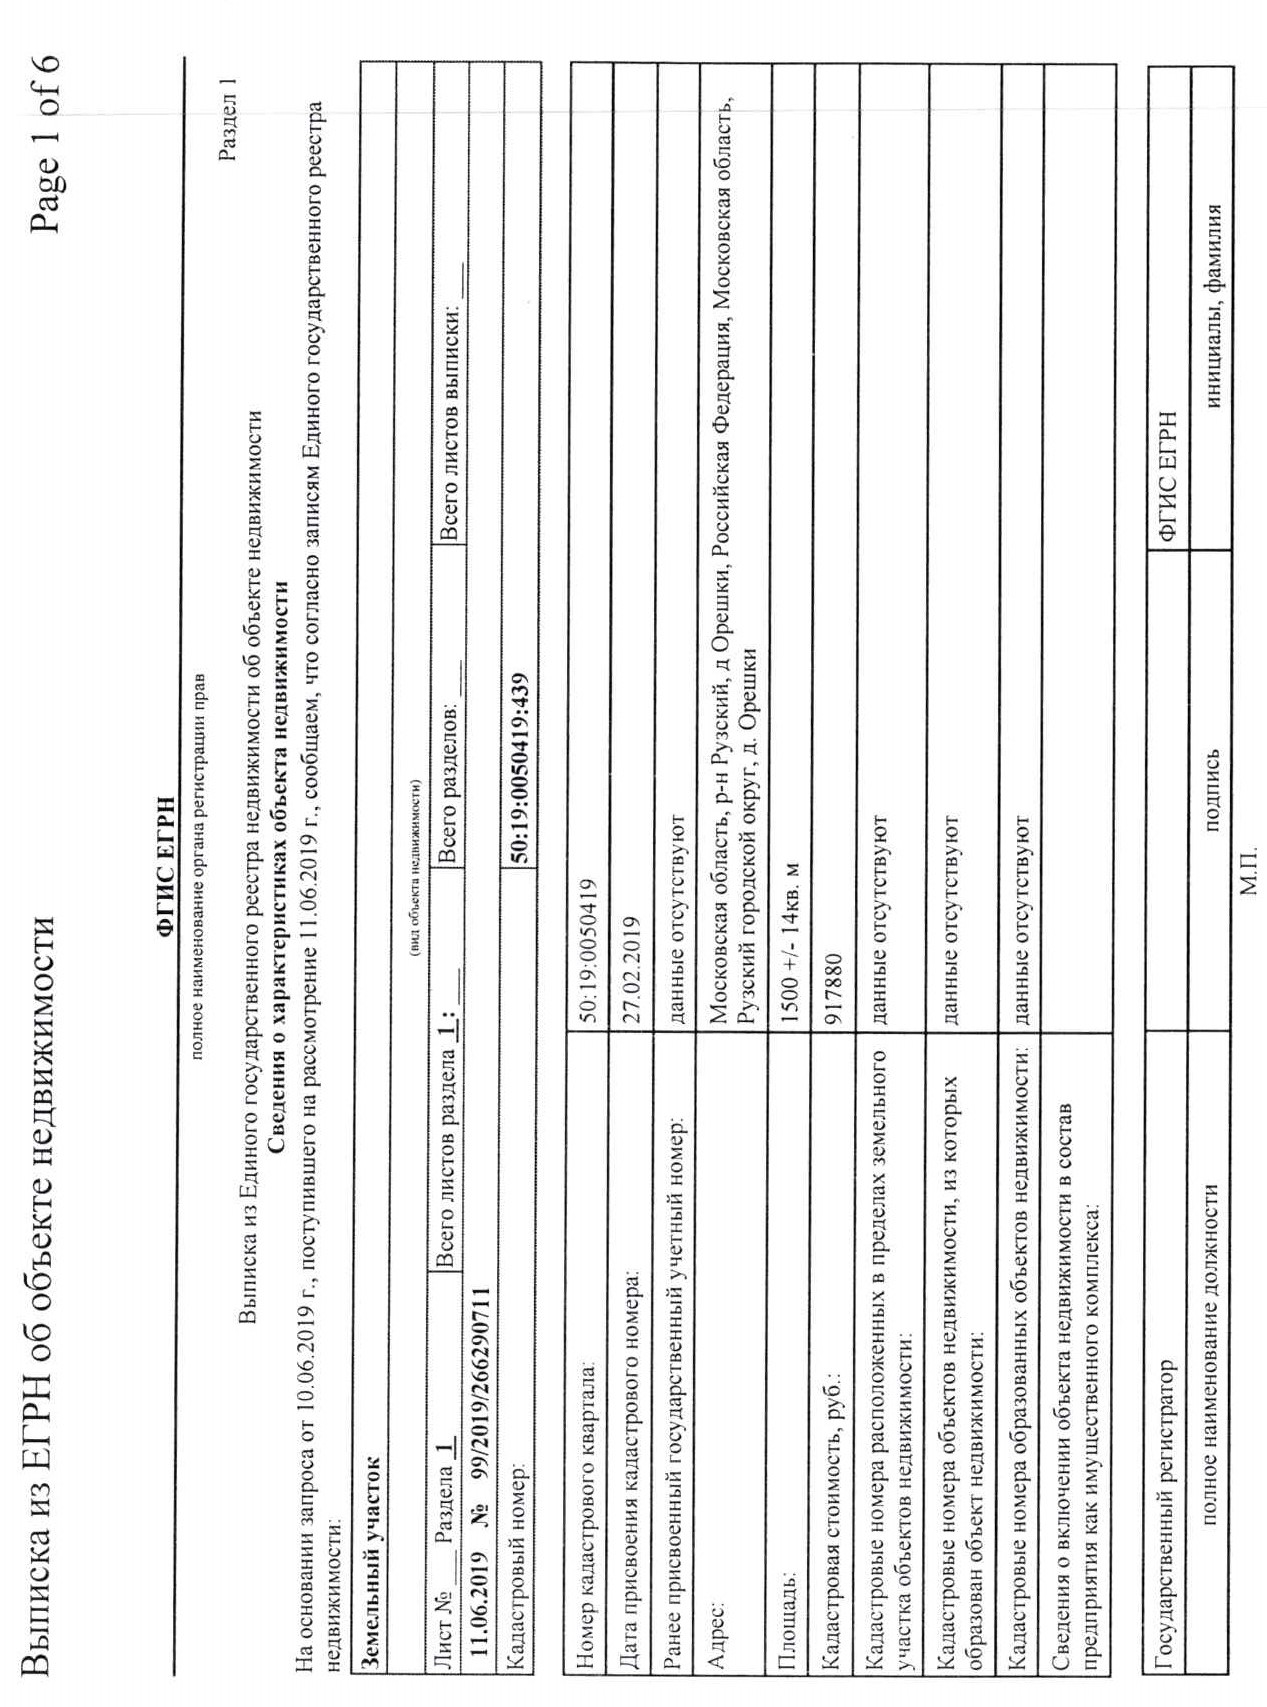 Выписка из ЕГРН об объекте недвижимости Page 1 of 6
ФГИС ЕГРН
полное наименование органа регистрации прав
Раздел 1
Выписка из Единого государственного реестра недвижимости об объекте недвижимости
Сведения о характеристиках объекта недвижимости
На основании запроса от 10.06.2019 г., поступившего на рассмотрение 11.06.2019 г., сообщаем, что согласно записям Единого государственного реестра
недвижимости:
Земельный участок
(вид объекта недвижимости)
Лист № ___ Раздела 1 Всего листов раздела 1 : ___ Всего разделов: ___ Всего листов выписки: ___
11.06.2019 № 99/2019/266290711
Кадастровый номер: 50:19:0050419:439
Номер кадастрового квартала: 50:19:0050419
Дата присвоения кадастрового номера: 27.02.2019
Ранее присвоенный государственный учетный номер: данные отсутствуют
Адрес: Московская область, р-н Рузский, д Орешки, Российская Федерация, Московская область,
Рузский городской округ, д. Орешки
Площадь: 1500 +/- 14кв. м
Кадастровая стоимость, руб.: 917880
Кадастровые номера расположенных в пределах земельного
участка объектов недвижимости: данные отсутствуют
Кадастровые номера объектов недвижимости, из которых
образован объект недвижимости: данные отсутствуют
Кадастровые номера образованных объектов недвижимости: данные отсутствуют
Сведения о включении объекта недвижимости в состав
предприятия как имущественного комплекса:
Государственный регистратор ФГИС ЕГРН
полное наименование должности подпись инициалы, фамилия
М.П.